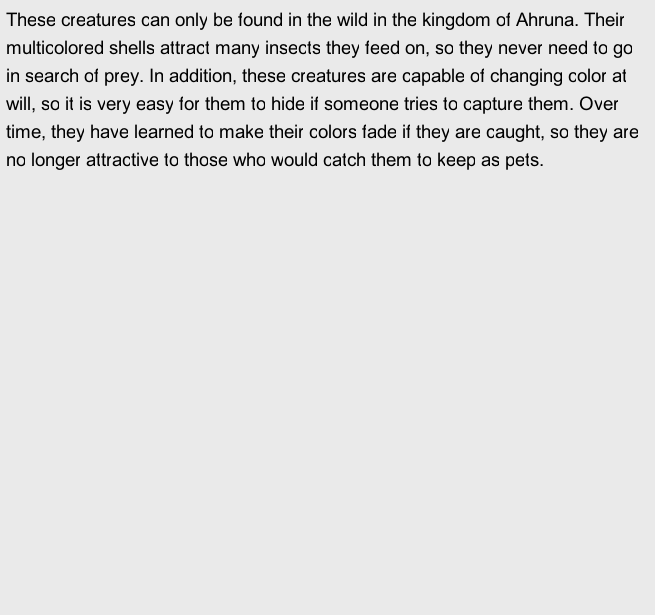 These creatures can only be found in the wild in the kingdom of Ahruna. Their
multicolored shells attract many insects they feed on, so they never need to go
in search of prey. In addition, these creatures are capable of changing color at
will, so it is very easy for them to hide if someone tries to capture them. Over
time, they have learned to make their colors fade if they are caught, so they are
no longer attractive to those who would catch them to keep as pets.